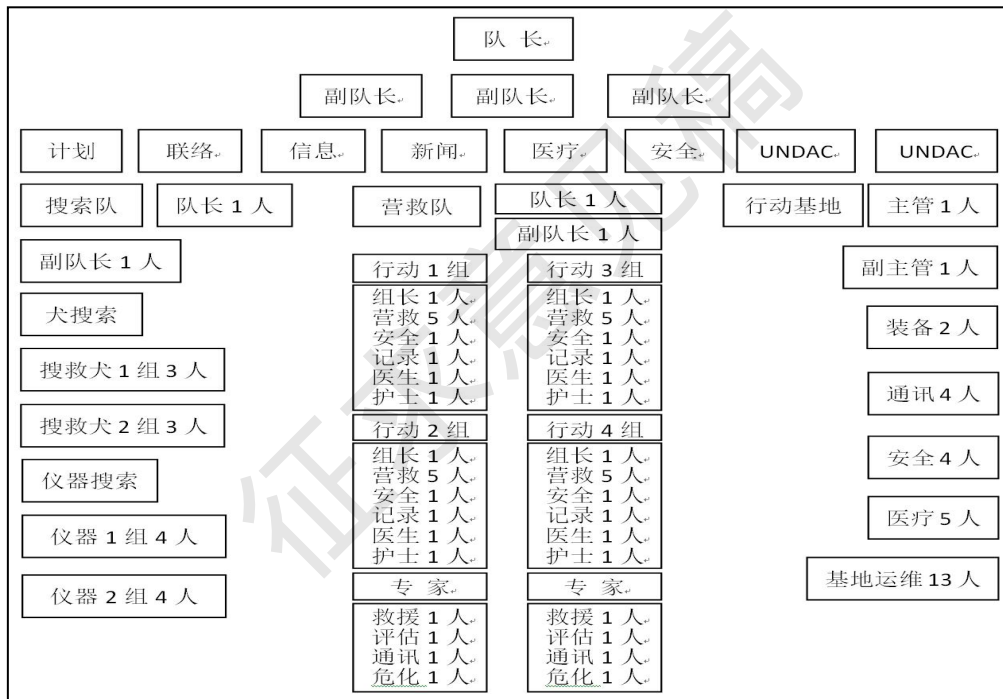 队 长
副队长 副队长 副队长
计划 联络 信息 新闻 医疗 安全 UNDAC UNDAC
搜索队 队长 1 人 营救队 队长 1 人 行动基地 主管 1 人
副队长 1 人
副队长 1 人 行动 1 组 行动 3 组 副主管 1 人
组长 1 人 组长 1 人
犬搜索 营救 5 人 营救 5 人 装备 2 人
安全 1 人 安全 1 人
搜救犬 1 组 3 人 记录 1 人 记录 1 人
医生 1 人 医生 1 人 通讯 4 人
护士 1 人 护士 1 人
搜救犬 2 组 3 人 行动 2 组 行动 4 组
组长 1 人 组长 1 人 安全 4 人
仪器搜索 营救 5 人 营救 5 人
安全 1 人 安全 1 人
记录 1 人 记录 1 人 医疗 5 人
仪器 1 组 4 人 医生 1 人 医生 1 人
护士 1 人 护士 1 人
专 家 专 家 基地运维 13 人
仪器 2 组 4 人 救援 1 人 救援 1 人
评估 1 人 评估 1 人
通讯 1 人 通讯 1 人
危化 1 人 危化 1 人
征求意见稿